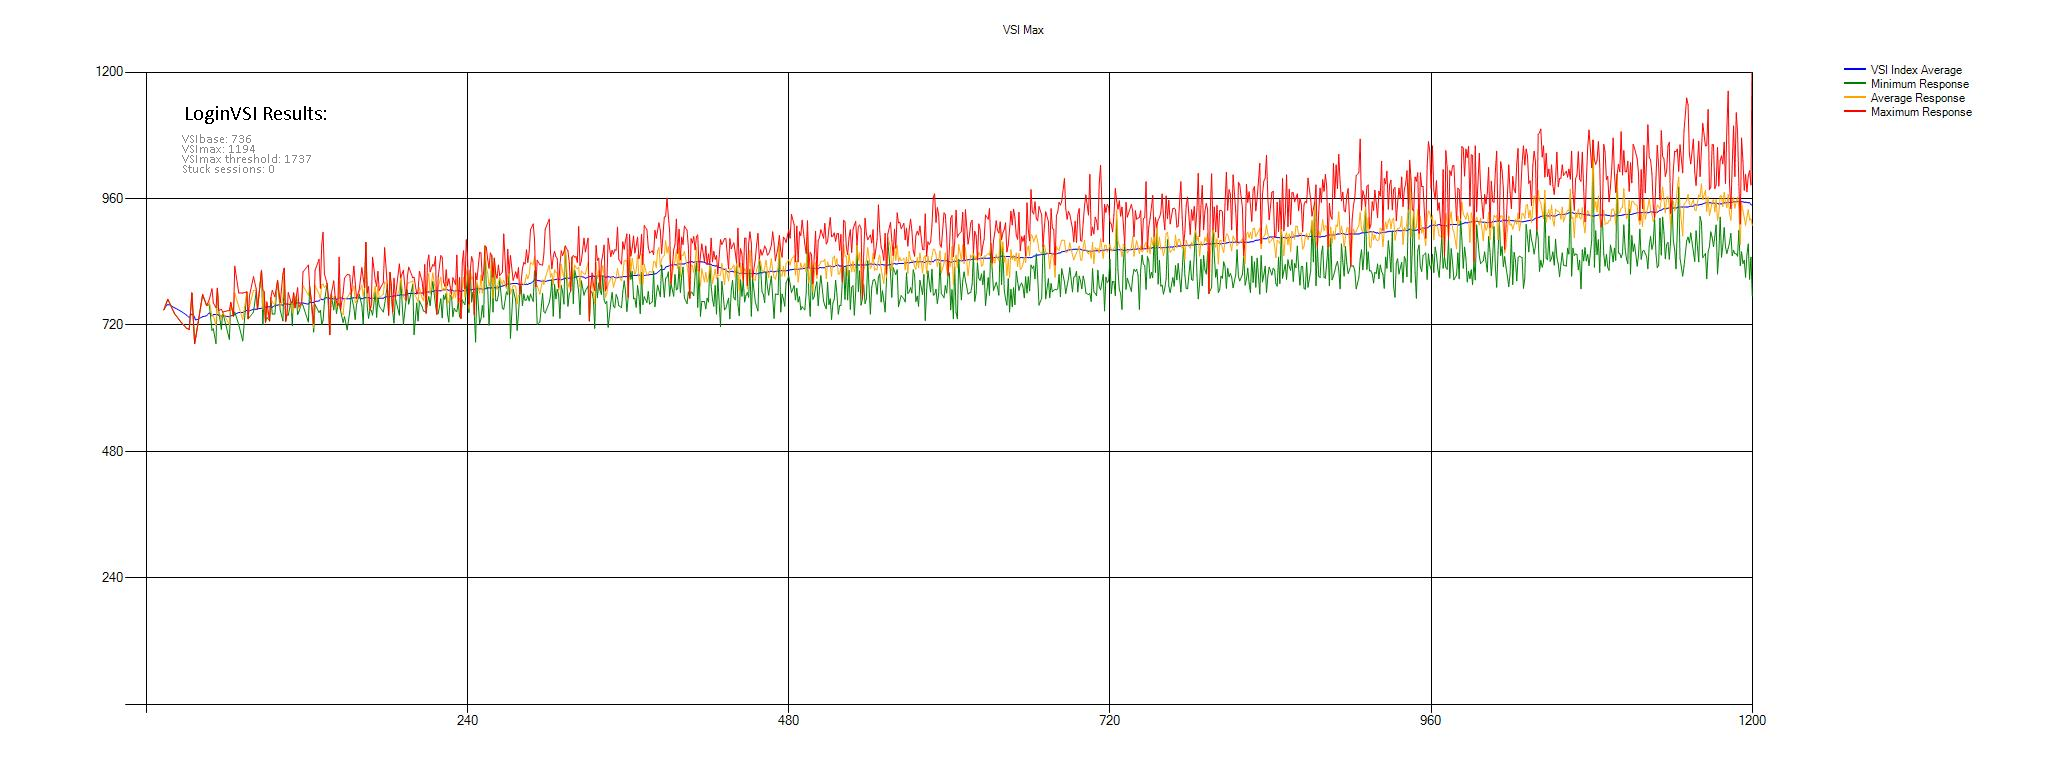 VSI Max
1200
VSI Index Average
Minimum Response
Average Response
Maximum Response
LoginVSI Results:
VSIbase: 736
VSImax: 1194
VSImax threshold: 1737
Stuck sessions: 0
960
720
480
240
240 480 720 960 1200